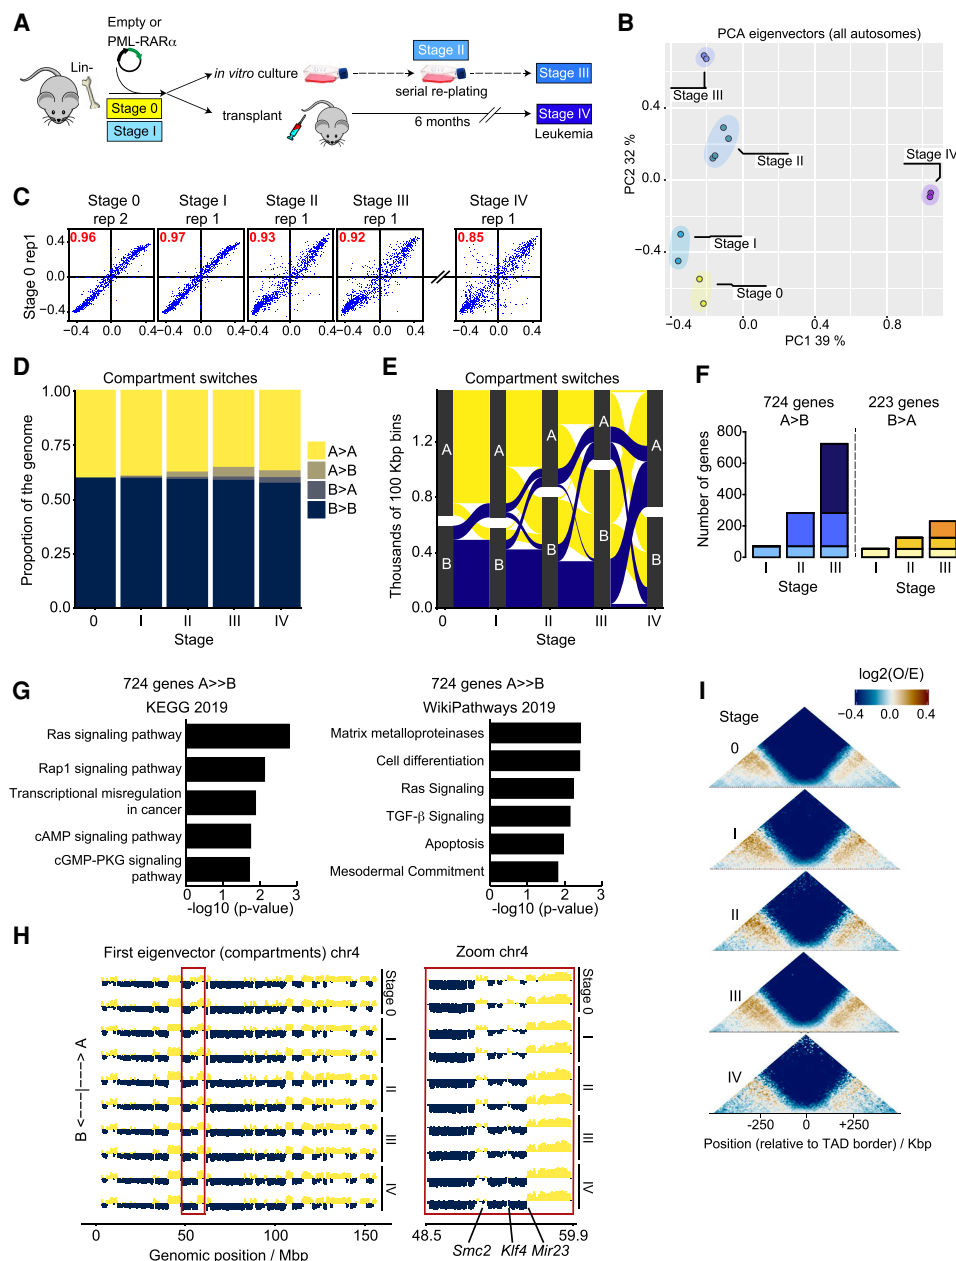 A
Empty or
PML-RARα
Lin-
Stage 0
Stage I
in vitro culture
Stage II
serial re-plating
Stage III
transplant
6 months
Stage IV
Leukemia
B
PCA eigenvectors (all autosomes)
PC2 32 %
0.4
0.0
−0.4
Stage III
Stage II
Stage IV
Stage I
Stage 0
−0.4
0.0
0.4
0.8
PC1 39 %
C
Stage 0
rep 2
Stage I
rep 1
Stage II
rep 1
Stage III
rep 1
Stage IV
rep 1
Stage 0 rep1
0.4
0.0
−0.4
0.96
0.97
0.93
0.92
0.85
−0.4 0.0 0.4
−0.4 0.0 0.4
−0.4 0.0 0.4
−0.4 0.0 0.4
−0.4 0.0 0.4
D
Compartment switches
Proportion of the genome
1.00
0.75
0.50
0.25
0.0
0 I II III IV
Stage
A>A
A>B
B>A
B>B
E
Compartment switches
Thousands of 100 Kbp bins
1.2
0.8
0.4
0.0
A A A A A
B B B B B
0 I II III IV
Stage
F
724 genes
A>B
223 genes
B>A
Number of genes
800
600
400
200
0
I II III
Stage
I II III
Stage
G
724 genes A>>B
KEGG 2019
Ras signaling pathway
Rap1 signaling pathway
Transcriptional misregulation
in cancer
cAMP signaling pathway
cGMP-PKG signaling
pathway
0 1 2 3
-log10 (p-value)
724 genes A>>B
WikiPathways 2019
Matrix metalloproteinases
Cell differentiation
Ras Signaling
TGF-β Signaling
Apoptosis
Mesodermal Commitment
0 1 2 3
-log10 (p-value)
H
First eigenvector (compartments) chr4
B <-----|-----> A
0 50 100 150
Genomic position / Mbp
Stage 0
I
II
III
IV
Zoom chr4
Stage 0
I
II
III
IV
48.5 59.9
Smc2 Klf4 Mir23
I
log2(O/E)
−0.4 0.4
Stage
0
I
II
III
IV
-250 0 +250
Position (relative to TAD border) / Kbp